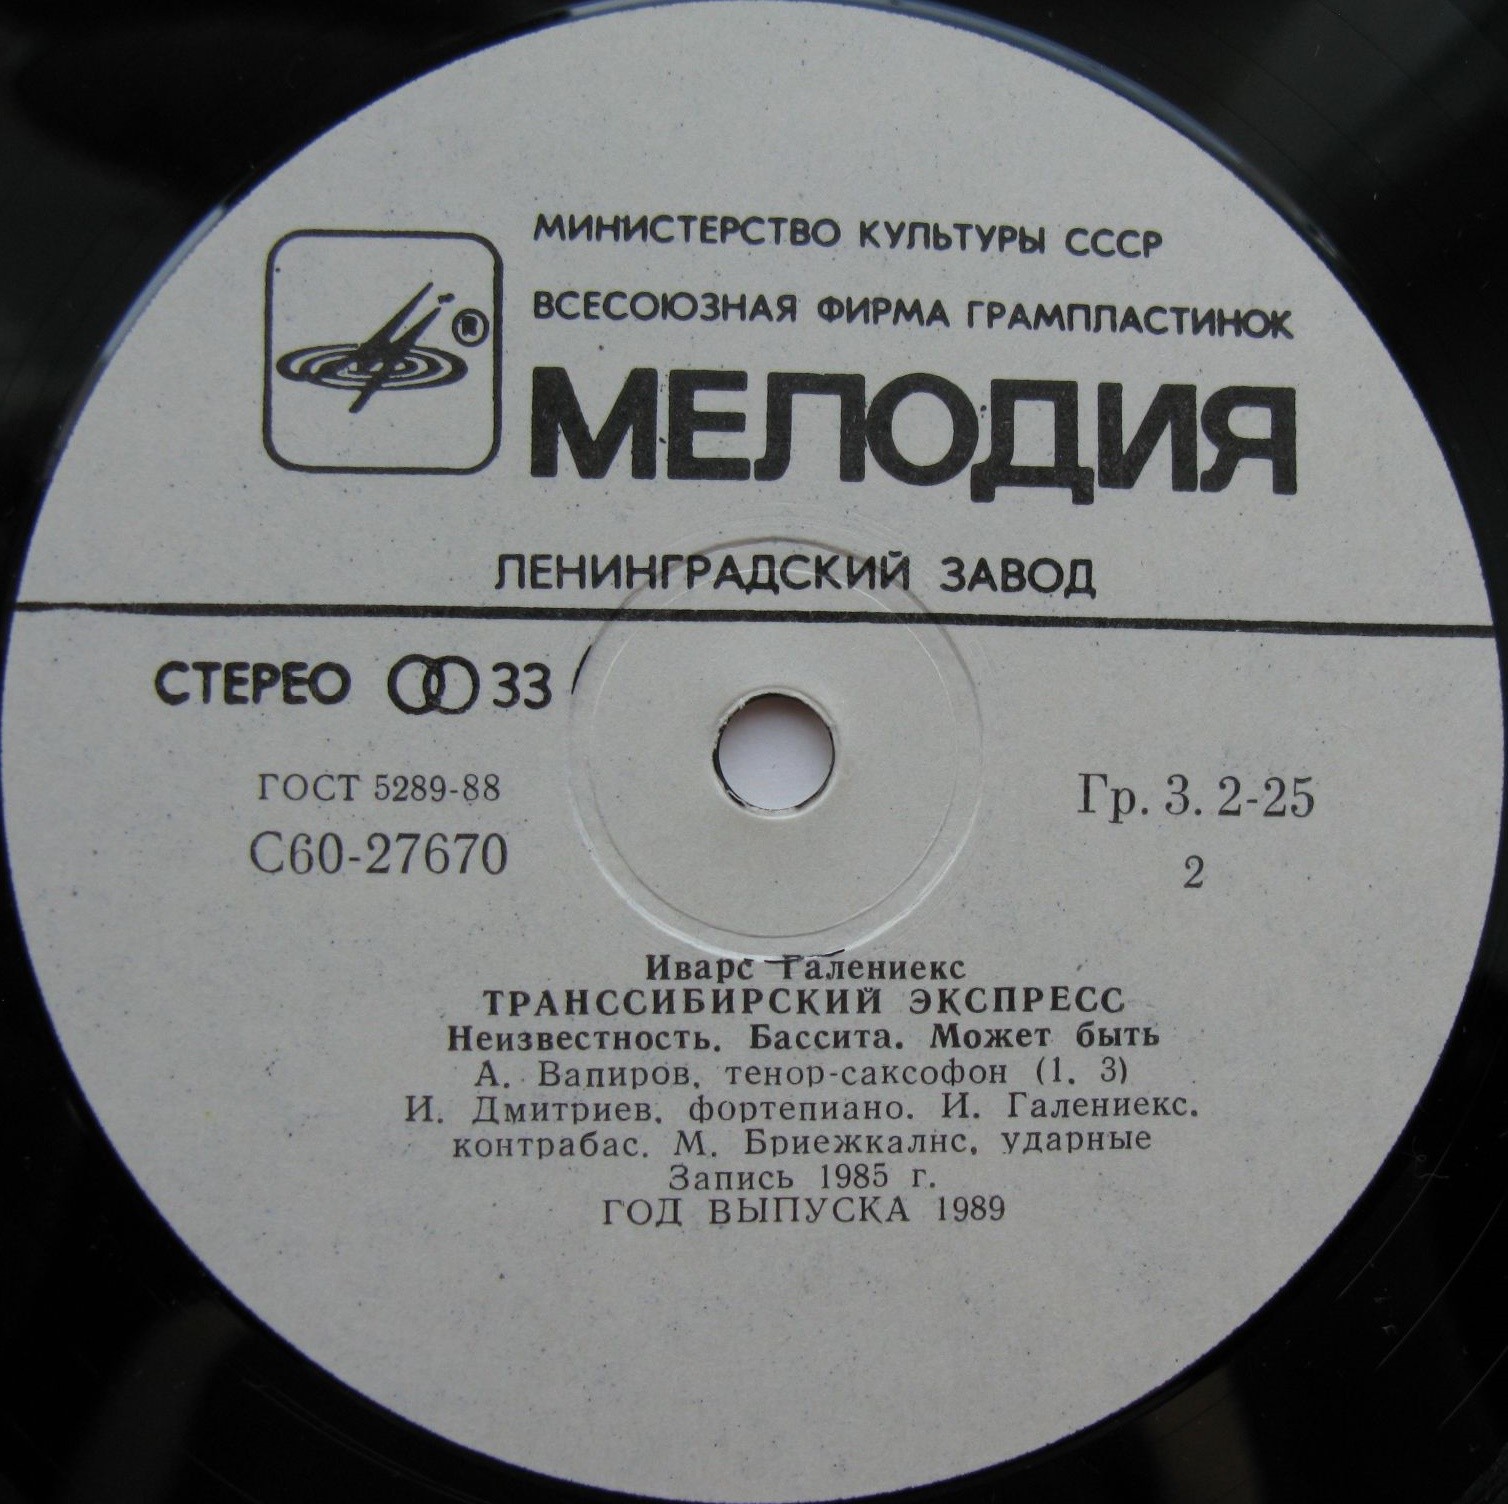 МИНИСТЕРСТВО КУЛЬТУРЫ СССР
ВСЕСОЮЗНАЯ ФИРМА ГРАМПЛАСТИНОК
®
МЕЛОДИЯ
ЛЕНИНГРАДСКИЙ ЗАВОД
СТЕРЕО 33
ГОСТ 5289-88
С60-27670
Гр. 3. 2-25
2
Иварс Галениекс
ТРАНССИБИРСКИЙ ЭКСПРЕСС
Неизвестность. Бассита. Может быть
А. Вапиров, тенор-саксофон (1, 3)
И. Дмитриев, фортепиано. И. Галениекс,
контрабас. М. Бриежкалнс, ударные
Запись 1985 г.
ГОД ВЫПУСКА 1989